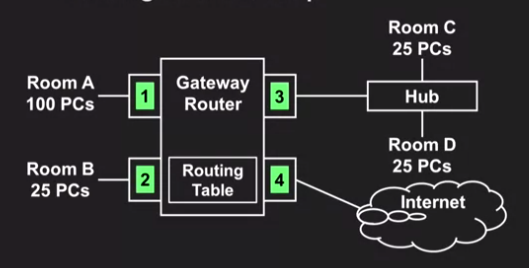 Room C
25 PCs
Room A
100 PCs
1
Gateway
Router
3
Hub
Room D
25 PCs
Room B
25 PCs
2
Routing
Table
4
Internet